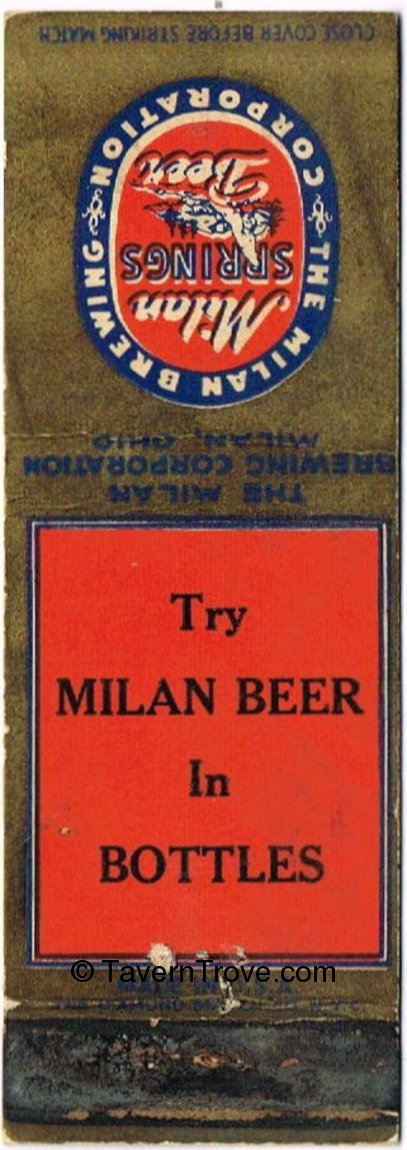 CLOSE COVER BEFORE STRIKING MATCH
THE MILAN BREWING CORPORATION
Milan
SPRINGS
Beer
THE MILAN
BREWING CORPORATION
MILAN, OHIO
Try
MILAN BEER
In
BOTTLES
© TavernTrove.com